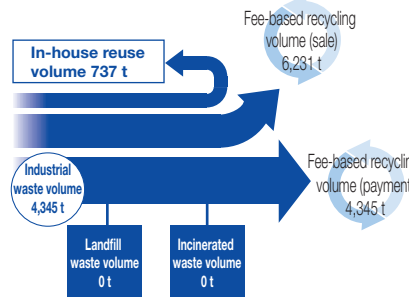 Fee-based recycling
volume (sale)
6,231 t
In-house reuse
volume 737 t
Industrial
waste volume
4,345 t
Fee-based recyclin
volume (payment
4,345 t
Landfill
waste volume
0 t
Incinerated
waste volume
0 t